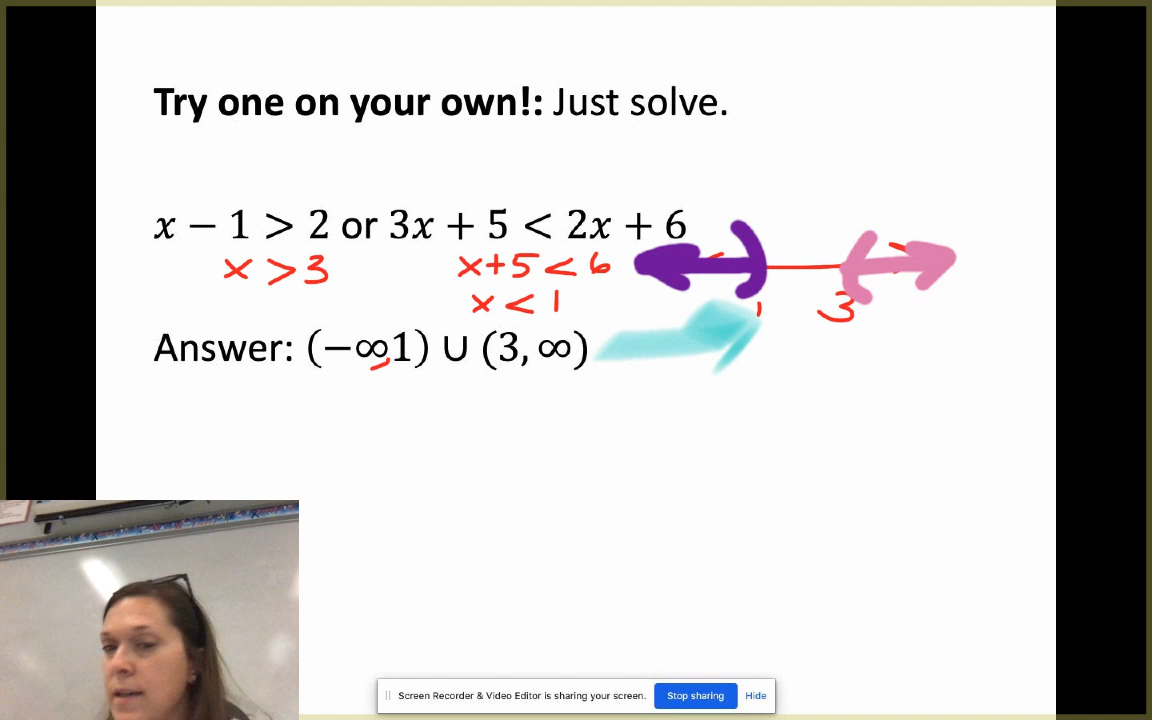 Try one on your own!: Just solve.
x − 1 > 2 or 3x + 5 < 2x + 6
x > 3 x+5 < 6
x < 1
1 3
Answer: (−∞,1) ∪ (3, ∞)
Screen Recorder & Video Editor is sharing your screen. Stop sharing Hide